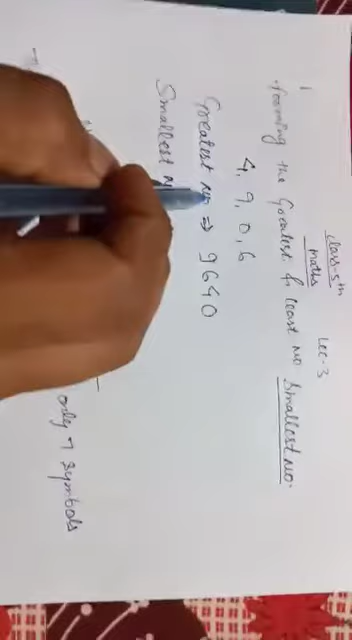 class-5th
Maths
Lec-3
Forming the Greatest & least no Smallest no.
4, 9, 0, 6
Greatest no ⇒ 9640
Smallest
only 7 symbols